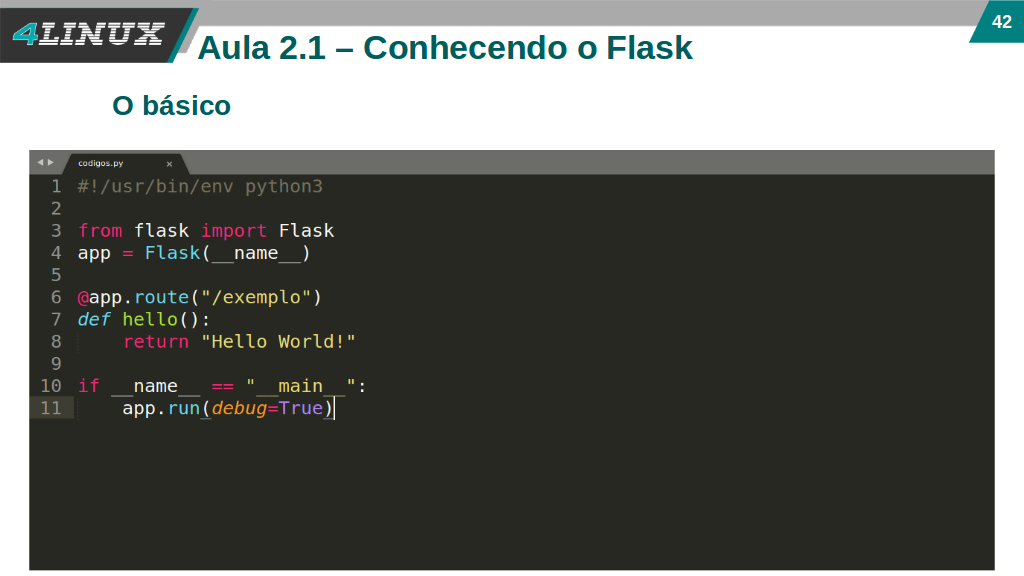 4LINUX
42
Aula 2.1 – Conhecendo o Flask
O básico
codigos.py ×
1 #!/usr/bin/env python3
2
3 from flask import Flask
4 app = Flask(__name__)
5
6 @app.route("/exemplo")
7 def hello():
8     return "Hello World!"
9
10 if __name__ == "__main__":
11     app.run(debug=True)